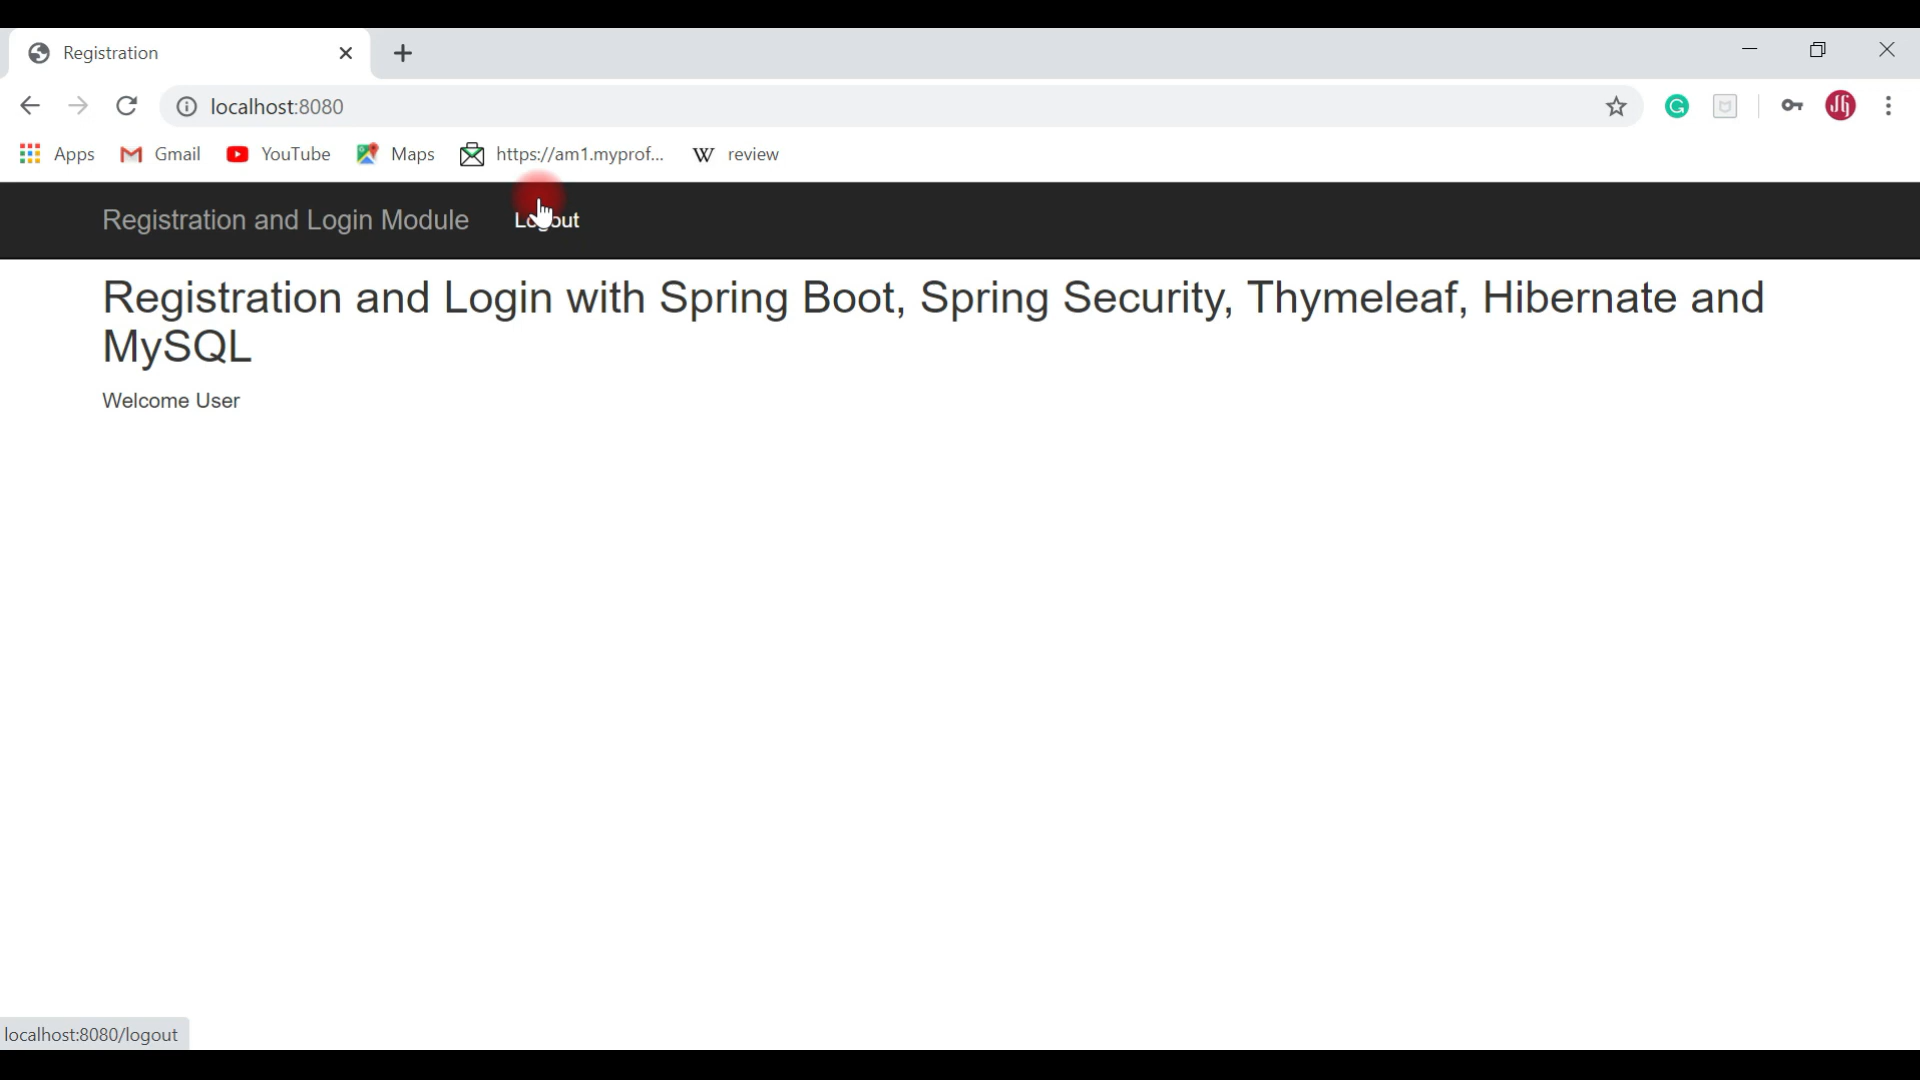 Registration
localhost:8080
Apps Gmail YouTube Maps https://am1.myprof... review
Registration and Login Module Logout
Registration and Login with Spring Boot, Spring Security, Thymeleaf, Hibernate and
MySQL
Welcome User
localhost:8080/logout